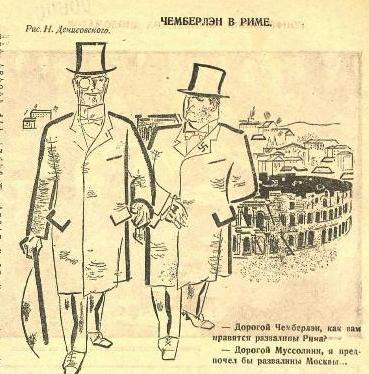 ЧЕМБЕРЛЭН В РИМЕ.
Рис. Н. Денисовского.
— Дорогой Чемберлэн, как вам
нравятся развалины Рима?
— Дорогой Муссолини, я пред-
почел бы развалины Москвы...